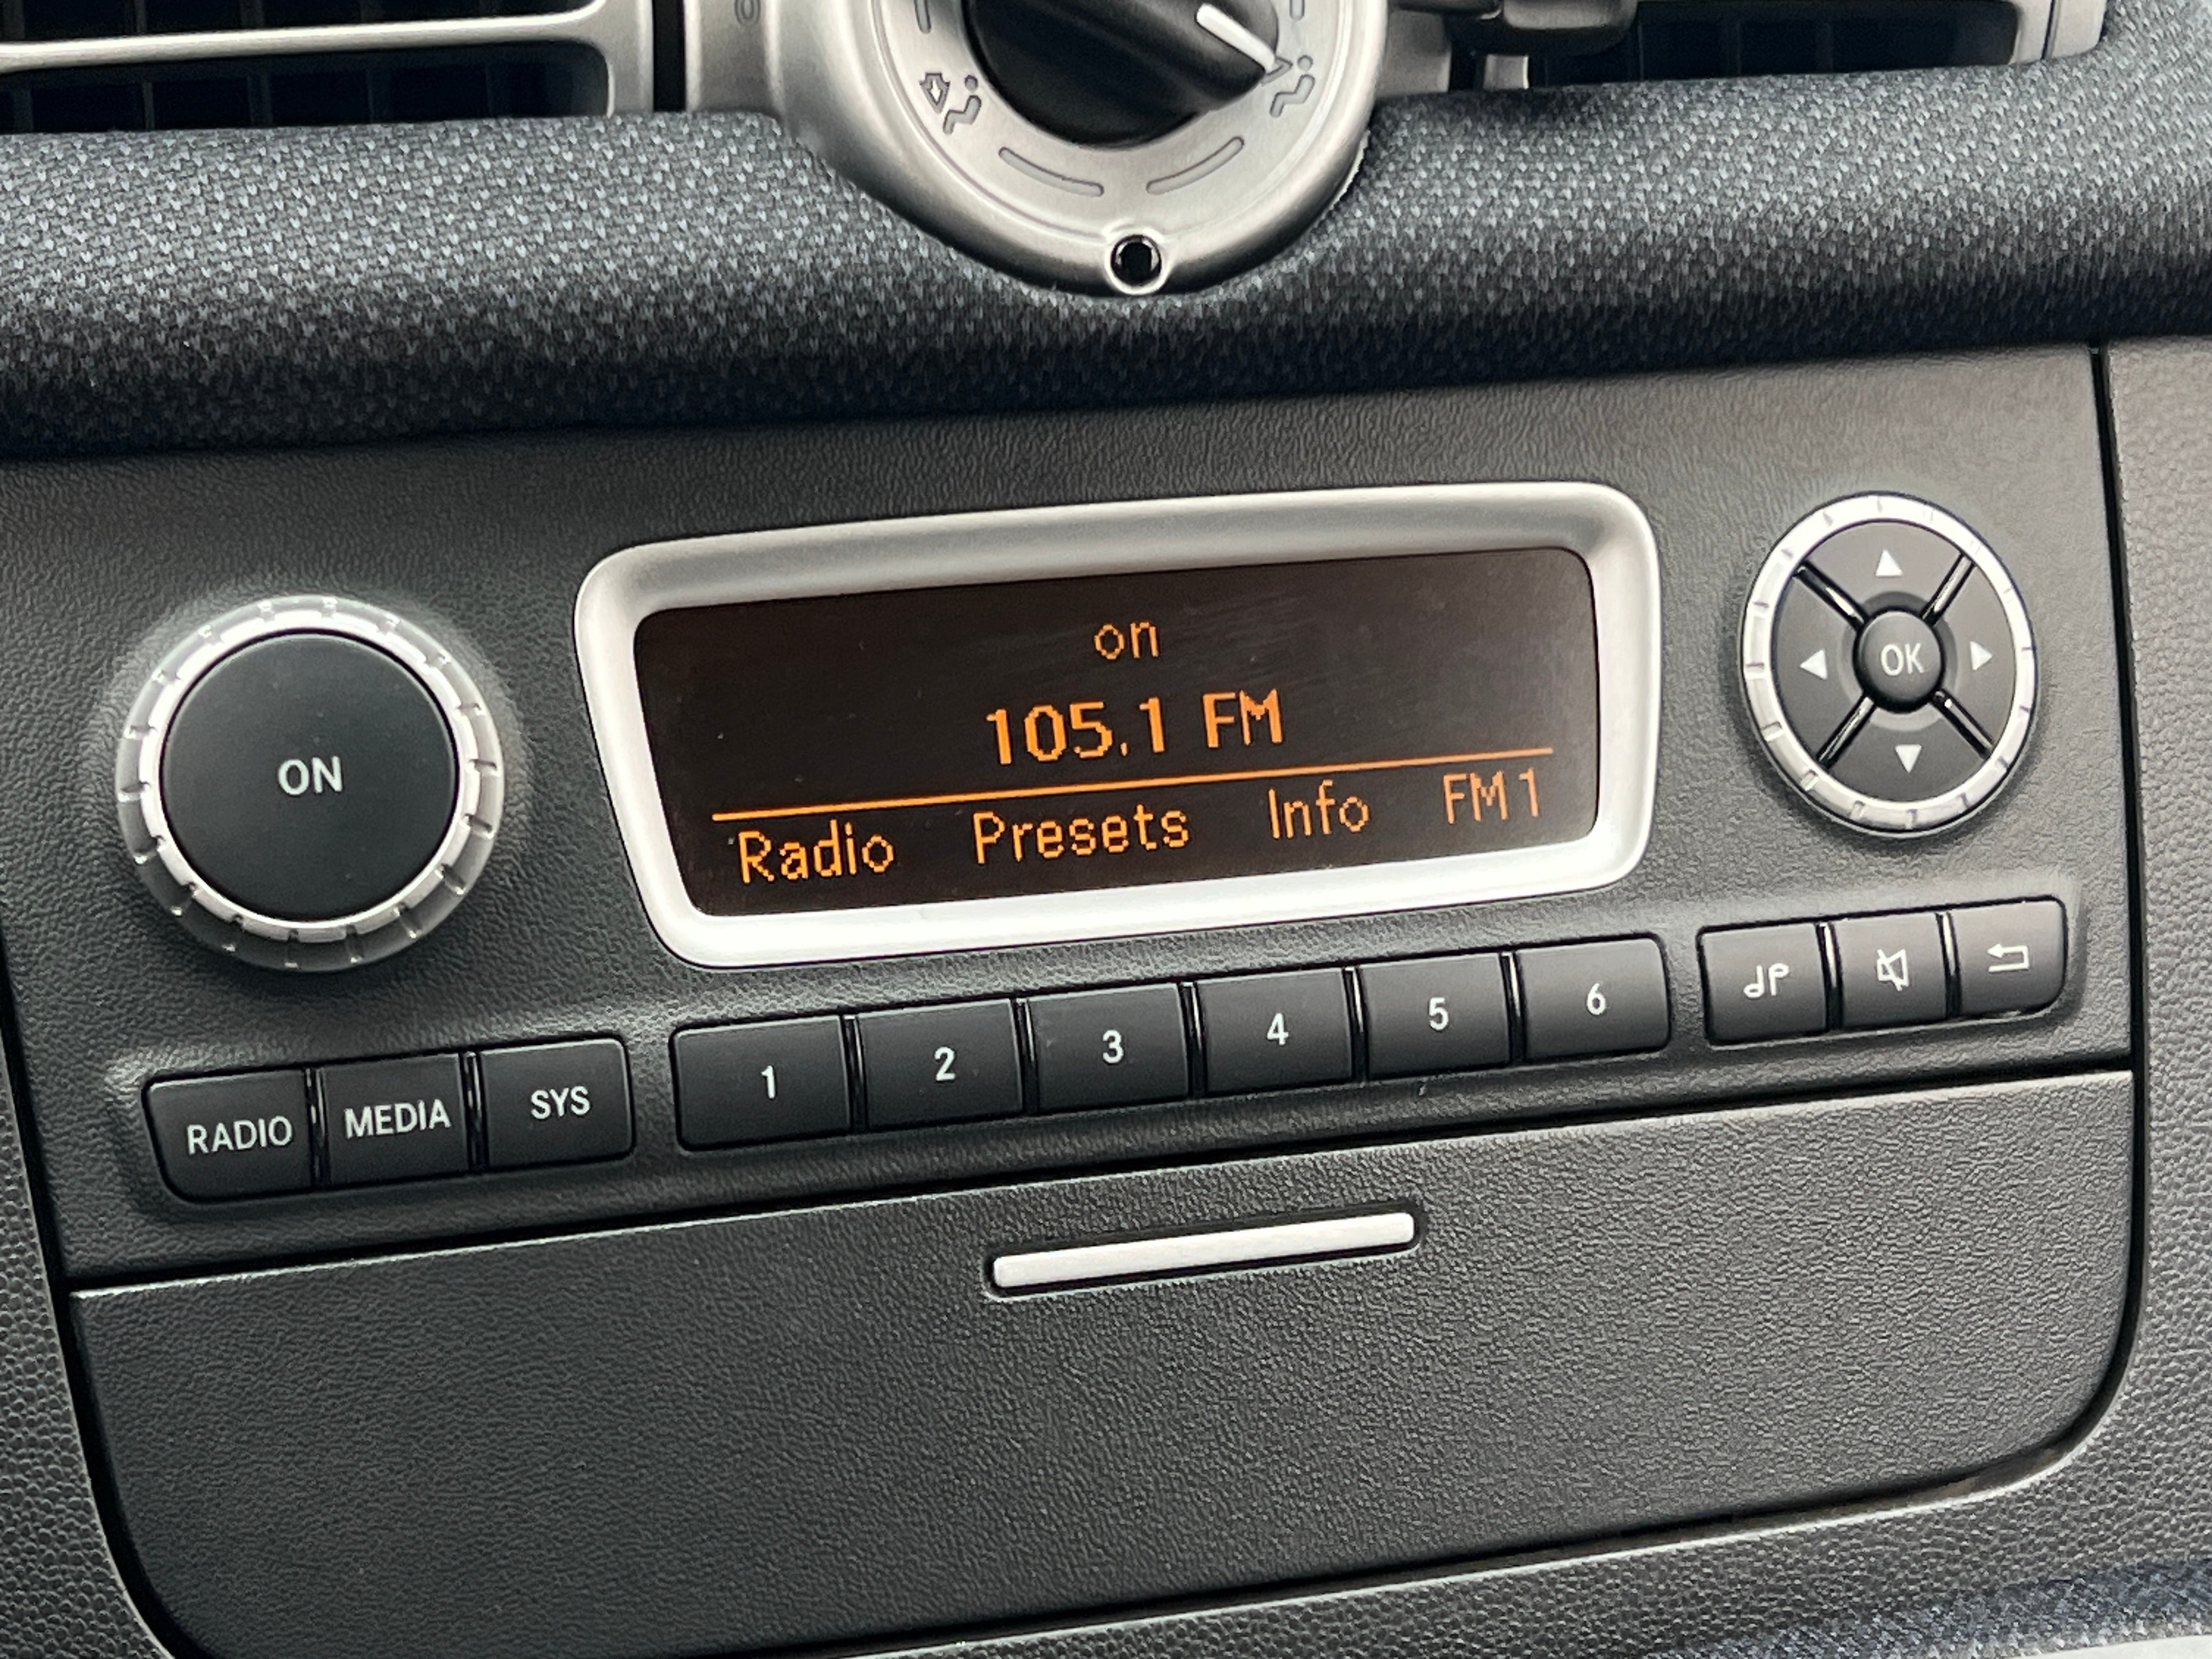 0
on
105.1 FM
Radio Presets Info FM1
ON
OK
RADIO MEDIA SYS 1 2 3 4 5 6